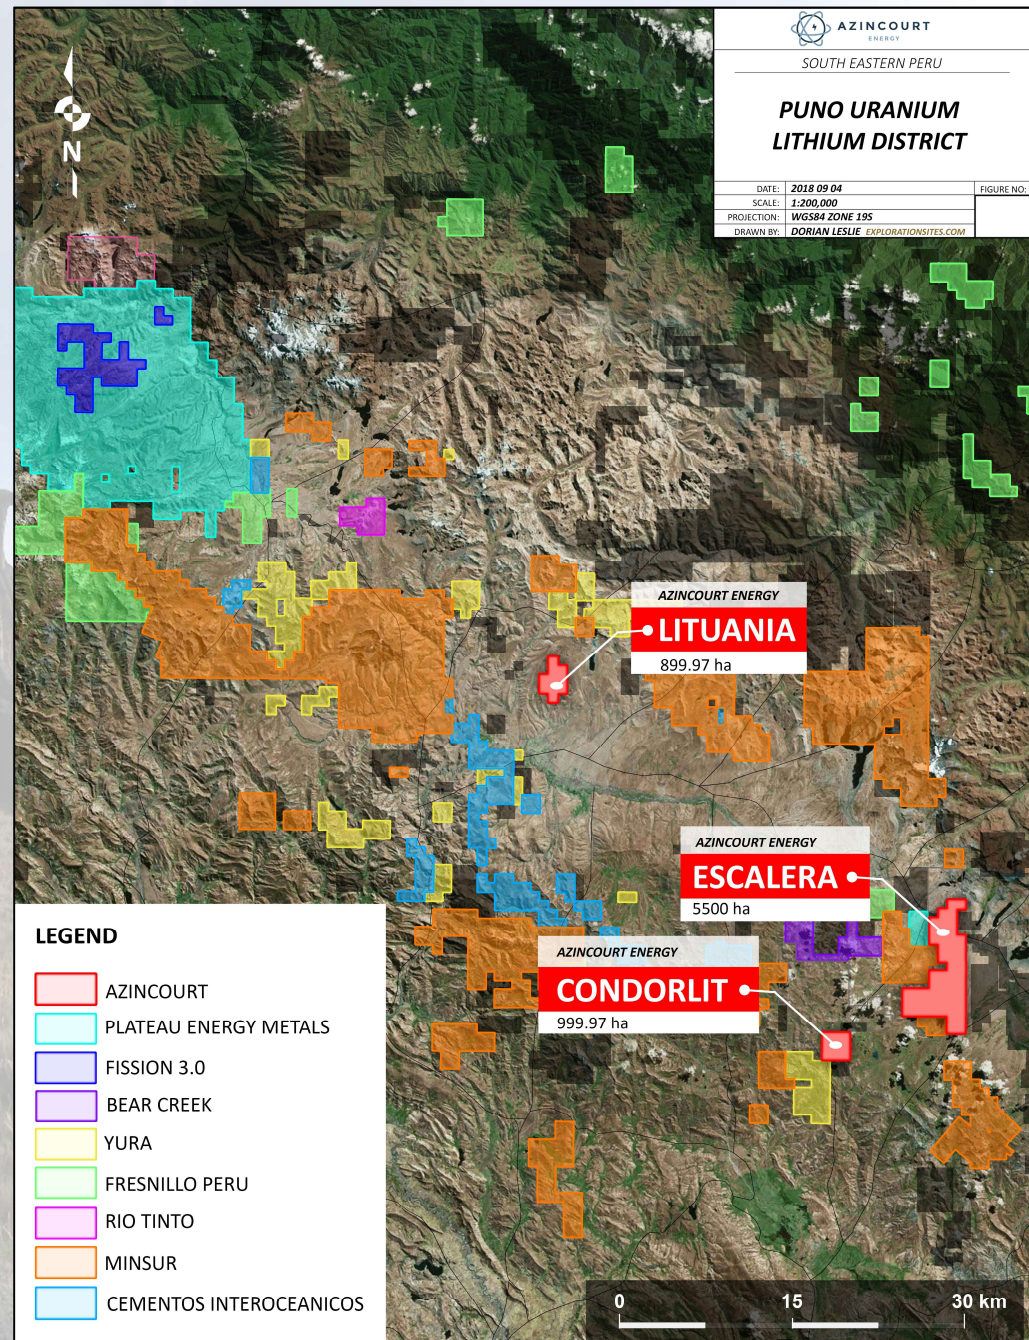 AZINCOURT
ENERGY
SOUTH EASTERN PERU
PUNO URANIUM
LITHIUM DISTRICT
DATE: 2018 09 04 FIGURE NO:
SCALE: 1:200,000
PROJECTION: WGS84 ZONE 19S
DRAWN BY: DORIAN LESLIE EXPLORATIONSITES.COM
N
AZINCOURT ENERGY
LITUANIA
899.97 ha
AZINCOURT ENERGY
ESCALERA
5500 ha
AZINCOURT ENERGY
CONDORLIT
999.97 ha
LEGEND
AZINCOURT
PLATEAU ENERGY METALS
FISSION 3.0
BEAR CREEK
YURA
FRESNILLO PERU
RIO TINTO
MINSUR
CEMENTOS INTEROCEANICOS
0 15 30 km